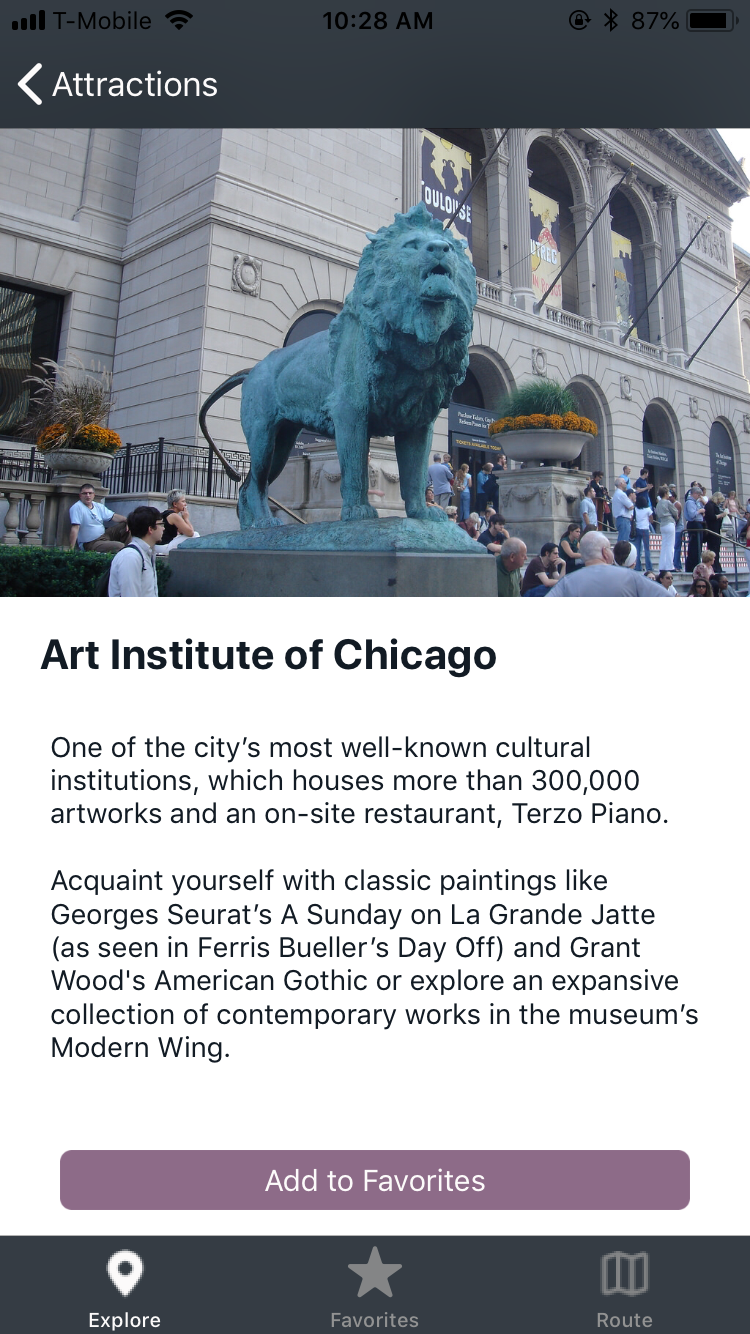 T-Mobile 10:28 AM 87%
Attractions
TOULOUSE
Art Institute of Chicago
One of the city’s most well-known cultural
institutions, which houses more than 300,000
artworks and an on-site restaurant, Terzo Piano.
Acquaint yourself with classic paintings like
Georges Seurat’s A Sunday on La Grande Jatte
(as seen in Ferris Bueller’s Day Off) and Grant
Wood's American Gothic or explore an expansive
collection of contemporary works in the museum’s
Modern Wing.
Add to Favorites
Explore Favorites Route